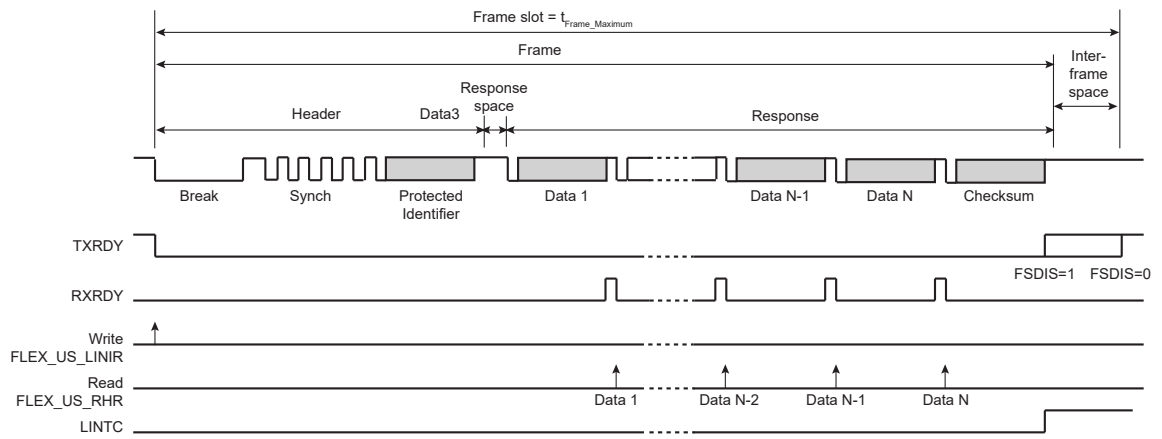 Frame slot = tFrame_Maximum
Frame
Inter-
frame
space
Response
space
Header
Data3
Response
Break
Synch
Protected
Identifier
Data 1
Data N-1
Data N
Checksum
TXRDY
FSDIS=1
FSDIS=0
RXRDY
Write
FLEX_US_LINIR
Read
FLEX_US_RHR
Data 1
Data N-2
Data N-1
Data N
LINTC